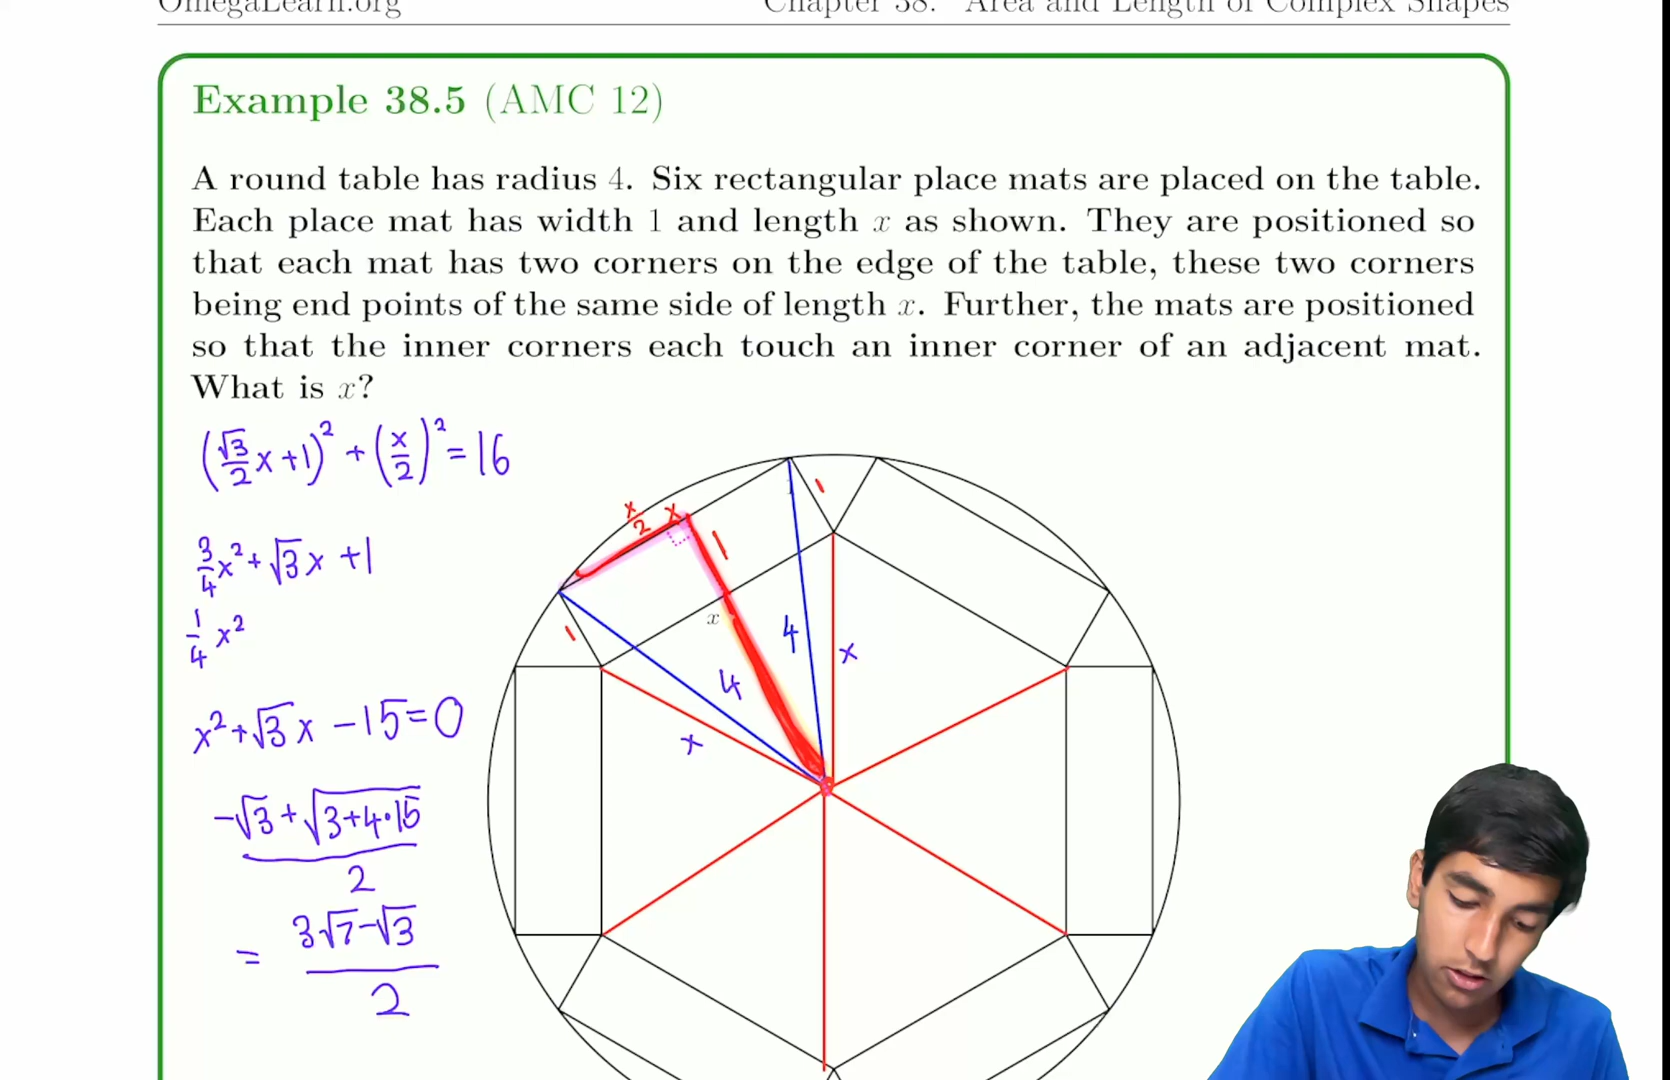 OmegaLearn.org Chapter 38. Area and Length of Complex Shapes
Example 38.5 (AMC 12)
A round table has radius 4. Six rectangular place mats are placed on the table.
Each place mat has width 1 and length x as shown. They are positioned so
that each mat has two corners on the edge of the table, these two corners
being end points of the same side of length x. Further, the mats are positioned
so that the inner corners each touch an inner corner of an adjacent mat.
What is x?
(√3/2 x + 1)² + (x/2)² = 16
3/4 x² + √3 x + 1
1/4 x²
x² + √3 x − 15 = 0
−√3 + √(3+4·15)
2
= 3√7 − √3
2
x/2
x
1
1
1
x
4
4
x
x